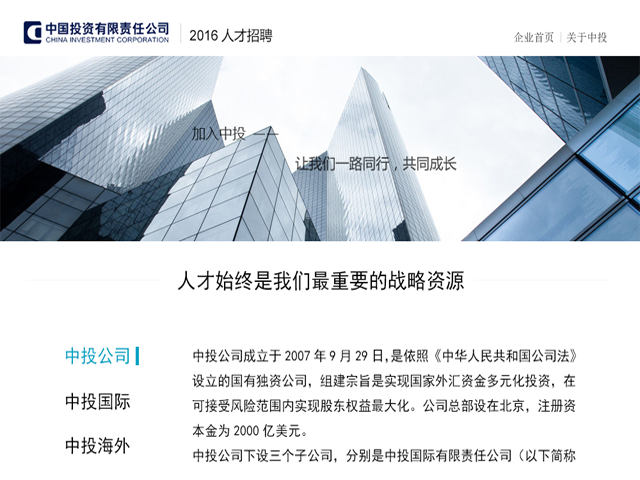 中国投资有限责任公司
CHINA INVESTMENT CORPORATION
2016 人才招聘
企业首页 | 关于中投
加入中投 ——
让我们一路同行，共同成长
人才始终是我们最重要的战略资源
中投公司
中投国际
中投海外
中投公司成立于 2007 年 9 月 29 日，是依照《中华人民共和国公司法》
设立的国有独资公司，组建宗旨是实现国家外汇资金多元化投资，在
可接受风险范围内实现股东权益最大化。公司总部设在北京，注册资
本金为 2000 亿美元。
中投公司下设三个子公司，分别是中投国际有限责任公司（以下简称